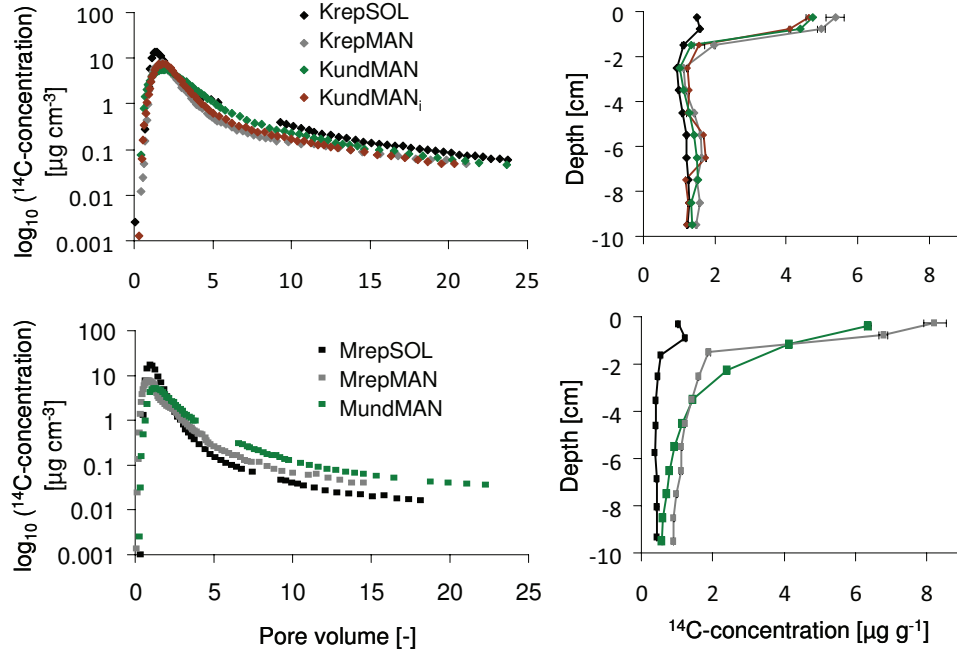 log₁₀ (¹⁴C-concentration)
[µg cm⁻³]
100
10
1
0.1
0.01
0.001
0 5 10 15 20 25
KrepSOL
KrepMAN
KundMAN
KundMANᵢ
Depth [cm]
0
-2
-4
-6
-8
-10
0 2 4 6 8
log₁₀ (¹⁴C-concentration)
[µg cm⁻³]
100
10
1
0.1
0.01
0.001
0 5 10 15 20 25
Pore volume [-]
MrepSOL
MrepMAN
MundMAN
Depth [cm]
0
-2
-4
-6
-8
-10
0 2 4 6 8
¹⁴C-concentration [µg g⁻¹]